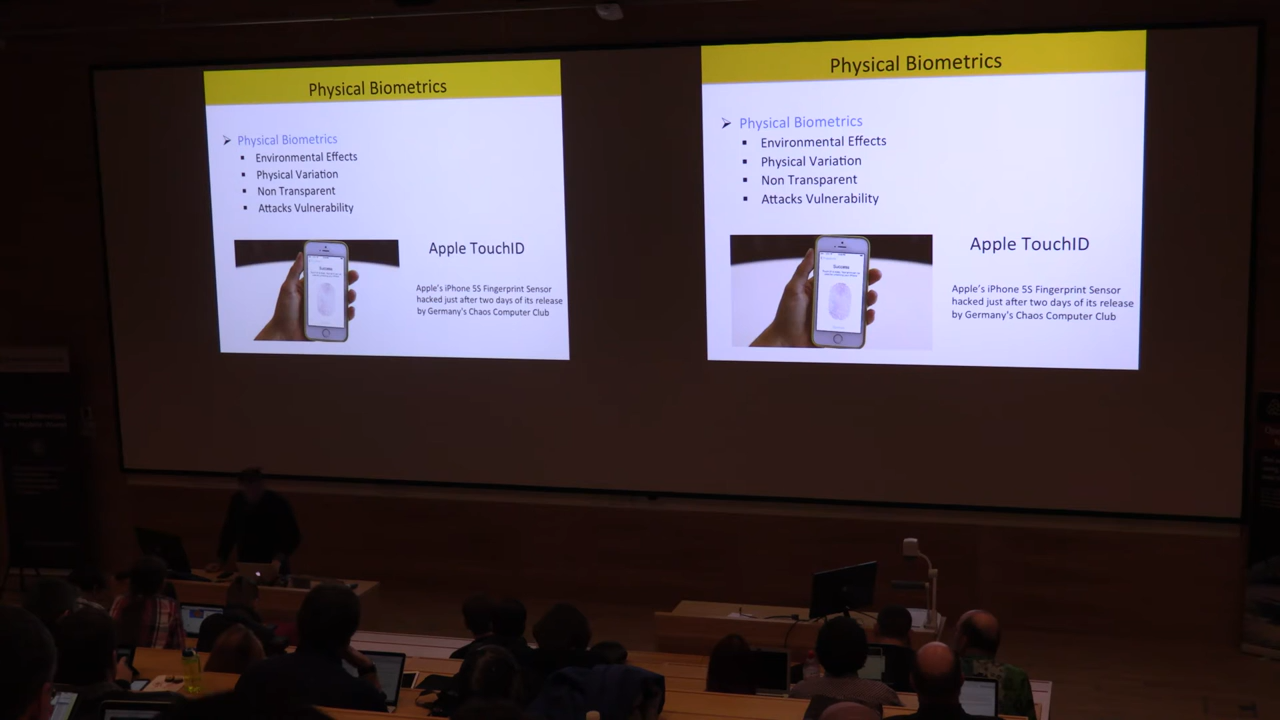 Physical Biometrics
Physical Biometrics
Environmental Effects
Physical Variation
Non Transparent
Attacks Vulnerability
Apple TouchID
Apple's iPhone 5S Fingerprint Sensor
hacked just after two days of its release
by Germany's Chaos Computer Club
Success
Physical Biometrics
Physical Biometrics
Environmental Effects
Physical Variation
Non Transparent
Attacks Vulnerability
Apple TouchID
Apple's iPhone 5S Fingerprint Sensor
hacked just after two days of its release
by Germany's Chaos Computer Club
Success